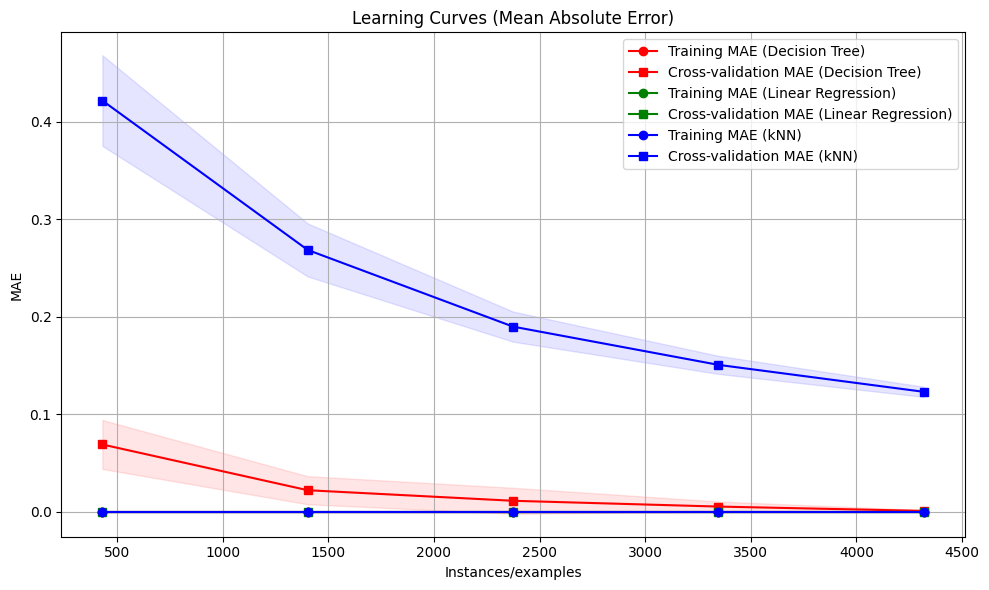 Learning Curves (Mean Absolute Error)
Training MAE (Decision Tree)
Cross-validation MAE (Decision Tree)
Training MAE (Linear Regression)
Cross-validation MAE (Linear Regression)
Training MAE (kNN)
Cross-validation MAE (kNN)
MAE
0.4
0.3
0.2
0.1
0.0
500 1000 1500 2000 2500 3000 3500 4000 4500
Instances/examples